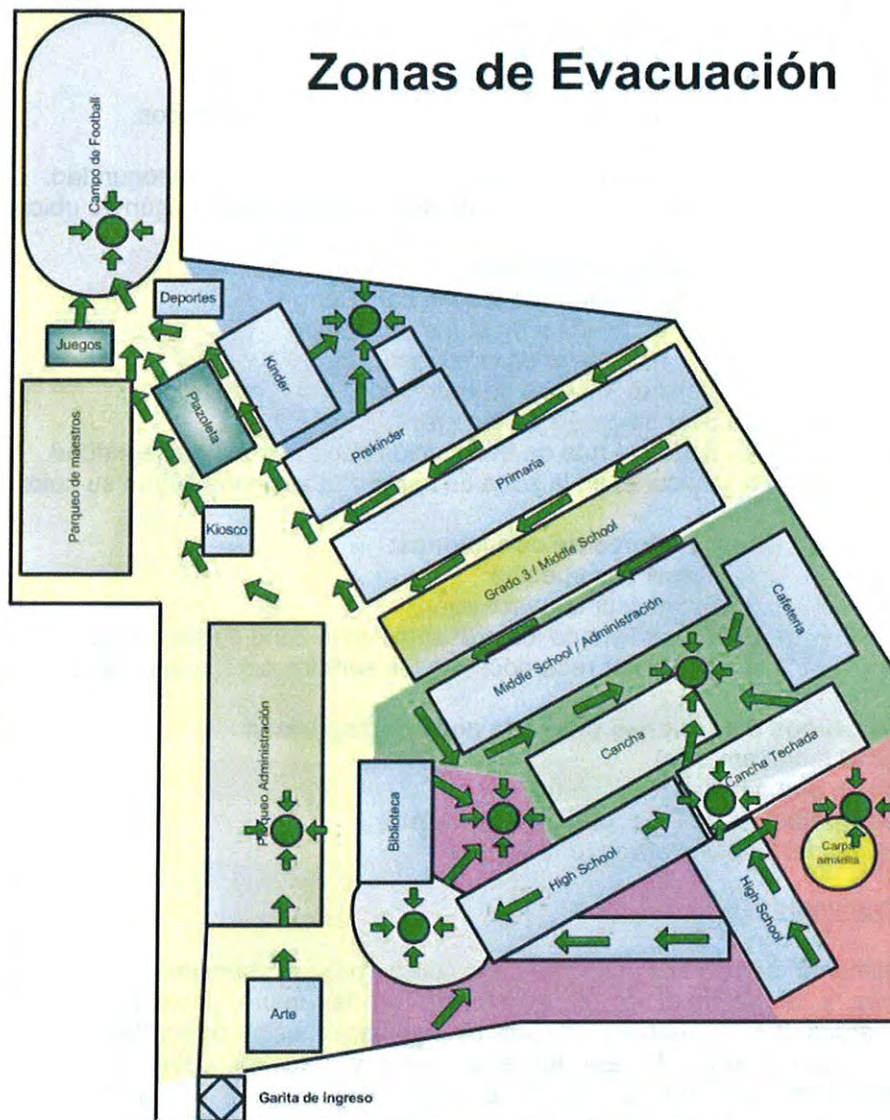 Zonas de Evacuación
Campo de Football
Deportes
Juegos
Kinder
Plazoleta
Prekinder
Primaria
Parqueo de maestros
Kiosco
Grado 3 / Middle School
Middle School / Administración
Cafetería
Cancha
Cancha Techada
Parqueo Administración
Biblioteca
High School
Carpa
amarilla
High School
Arte
Garita de ingreso